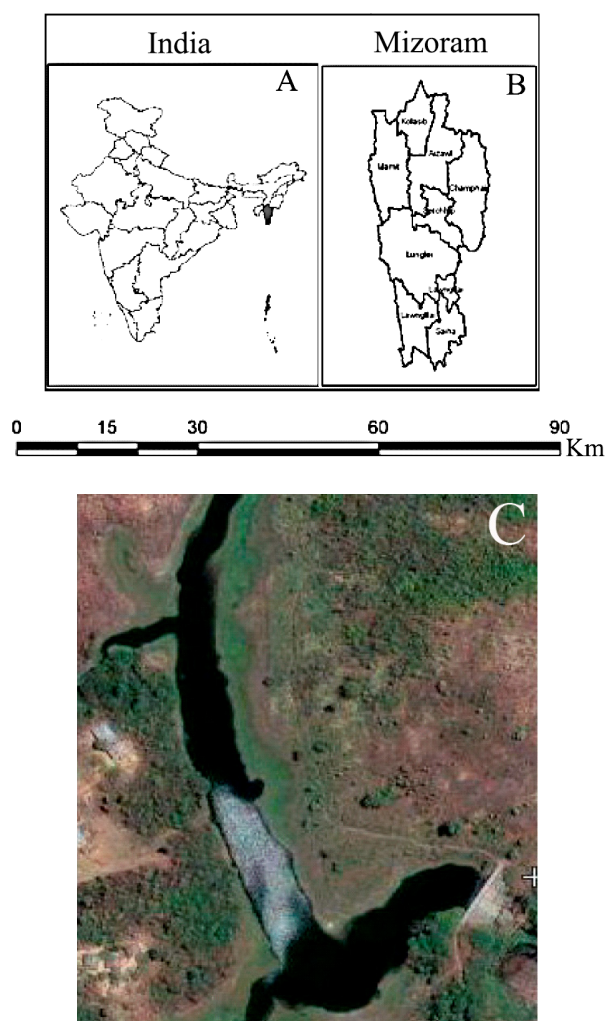 India
Mizoram
A
B
Kolasib
Aizawl
Mamit
Champhai
Serchhip
Lunglei
Lawngtlai
Saiha
0 15 30 60 90
Km
C